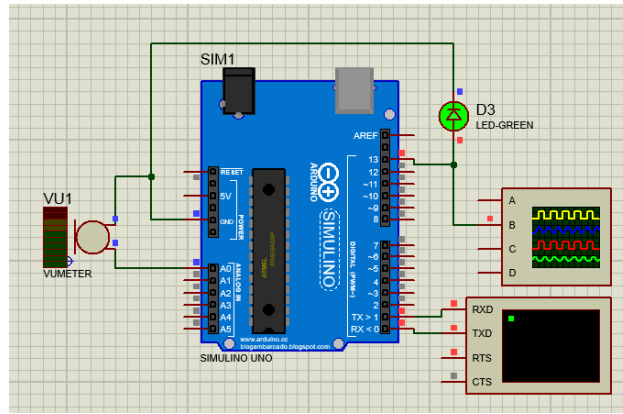 SIM1
D3
LED-GREEN
AREF
13
12
~11
~10
~9
8
7
~6
~5
4
~3
2
TX > 1
RX < 0
RESET
5V
GND
POWER
A0
A1
A2
A3
A4
A5
ANALOG IN
ATMEL
ATMEGA328P
ARDUINO
SIMULINO
DIGITAL (PWM~)
www.arduino.cc
blogembarcado.blogspot.com
SIMULINO UNO
VU1
VUMETER
A
B
C
D
RXD
TXD
RTS
CTS